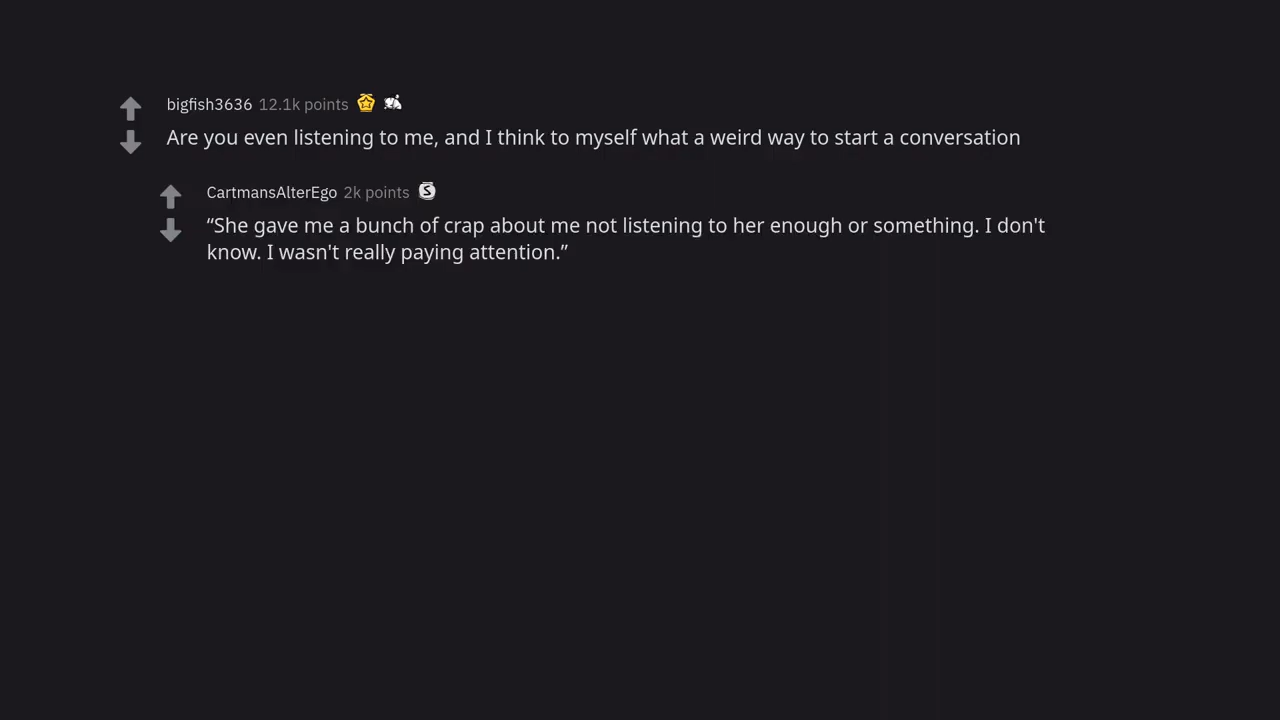 bigfish3636 12.1k points
Are you even listening to me, and I think to myself what a weird way to start a conversation
CartmansAlterEgo 2k points
“She gave me a bunch of crap about me not listening to her enough or something. I don't
know. I wasn't really paying attention.”